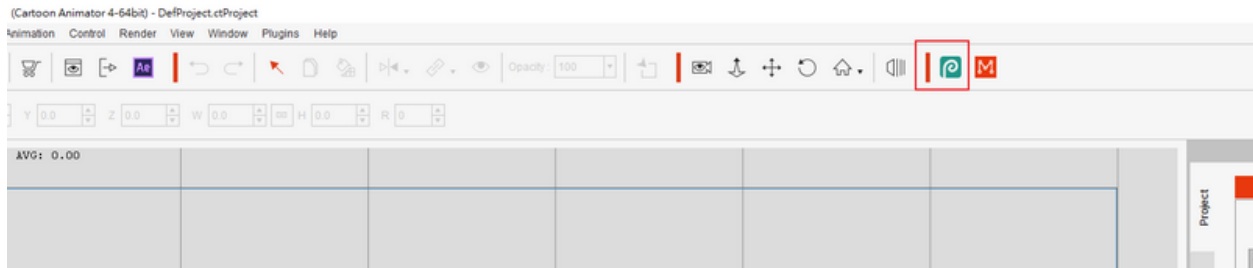 (Cartoon Animator 4-64bit) - DefProject.ctProject
Animation Control Render View Window Plugins Help
Ae Opacity: 100 M
Y 0.0 Z 0.0 W 0.0 H 0.0 R 0
AVG: 0.00
Project